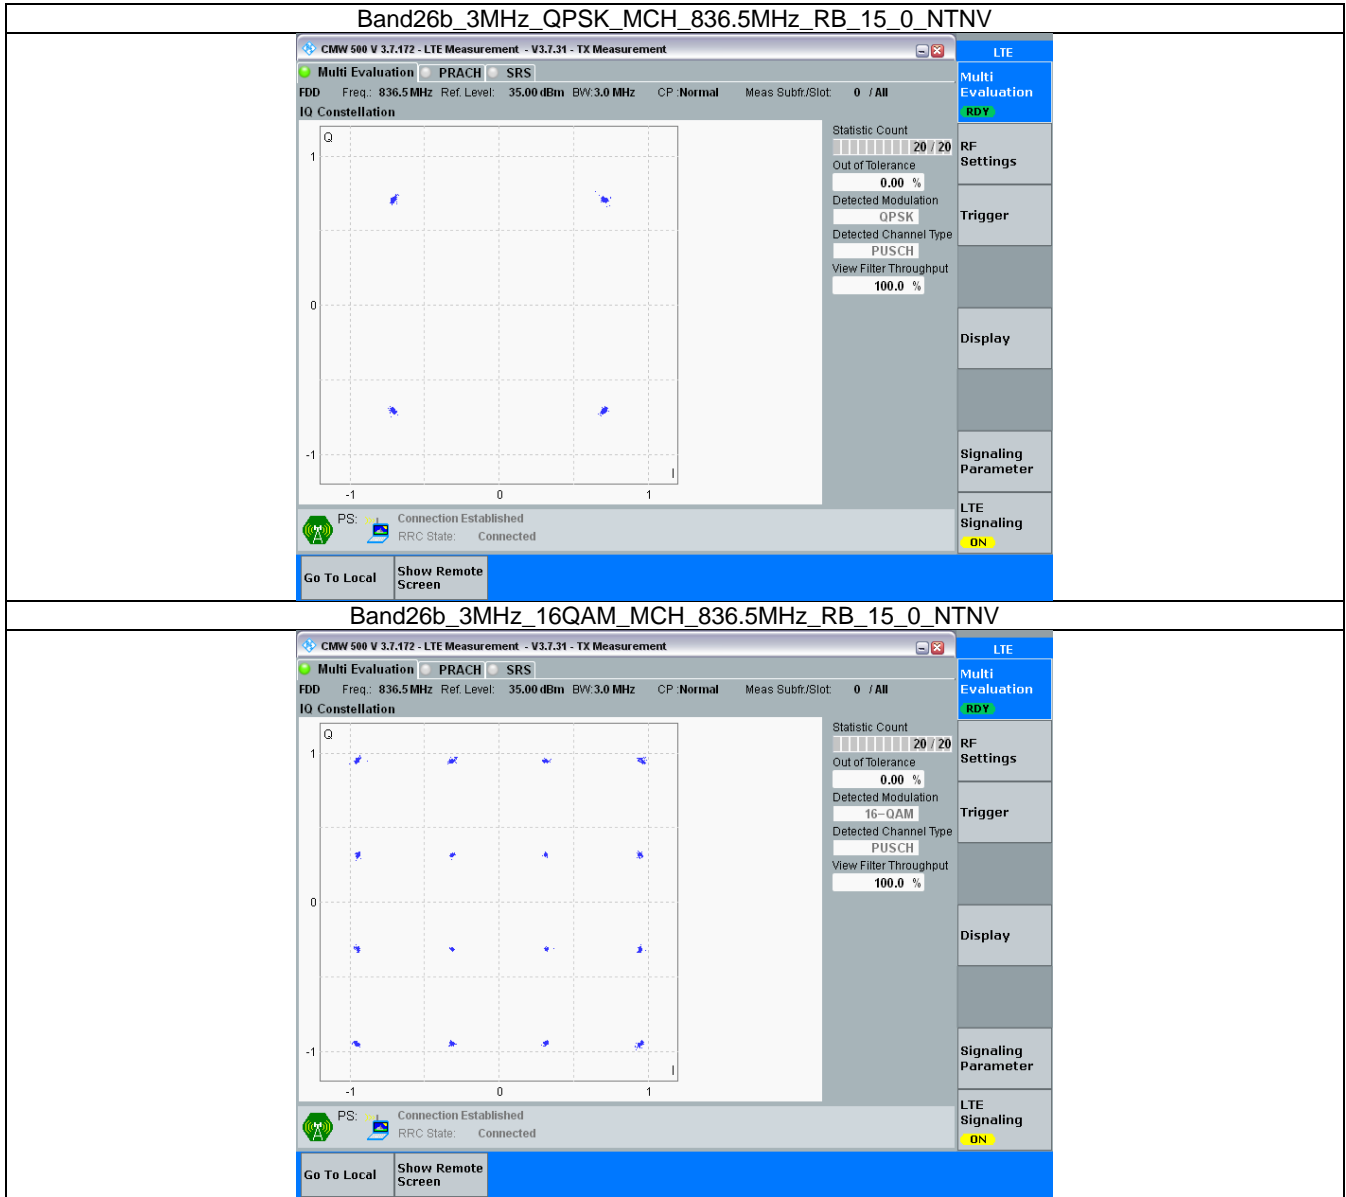 Band26b_3MHz_QPSK_MCH_836.5MHz_RB_15_0_NTNV
CMW 500 V 3.7.172 - LTE Measurement - V3.7.31 - TX Measurement
LTE
Multi Evaluation PRACH SRS
Multi Evaluation
RDY
FDD Freq.: 836.5 MHz Ref. Level: 35.00 dBm BW: 3.0 MHz CP : Normal Meas Subfr./Slot: 0 / All
IQ Constellation
Q
1
0
-1
I
-1 0 1
Statistic Count
20 / 20
Out of Tolerance
0.00 %
Detected Modulation
QPSK
Detected Channel Type
PUSCH
View Filter Throughput
100.0 %
RF Settings
Trigger
Display
Signaling Parameter
LTE Signaling
ON
PS: Connection Established
RRC State: Connected
Go To Local
Show Remote Screen
Band26b_3MHz_16QAM_MCH_836.5MHz_RB_15_0_NTNV
CMW 500 V 3.7.172 - LTE Measurement - V3.7.31 - TX Measurement
LTE
Multi Evaluation PRACH SRS
Multi Evaluation
RDY
FDD Freq.: 836.5 MHz Ref. Level: 35.00 dBm BW: 3.0 MHz CP : Normal Meas Subfr./Slot: 0 / All
IQ Constellation
Q
1
0
-1
I
-1 0 1
Statistic Count
20 / 20
Out of Tolerance
0.00 %
Detected Modulation
16-QAM
Detected Channel Type
PUSCH
View Filter Throughput
100.0 %
RF Settings
Trigger
Display
Signaling Parameter
LTE Signaling
ON
PS: Connection Established
RRC State: Connected
Go To Local
Show Remote Screen